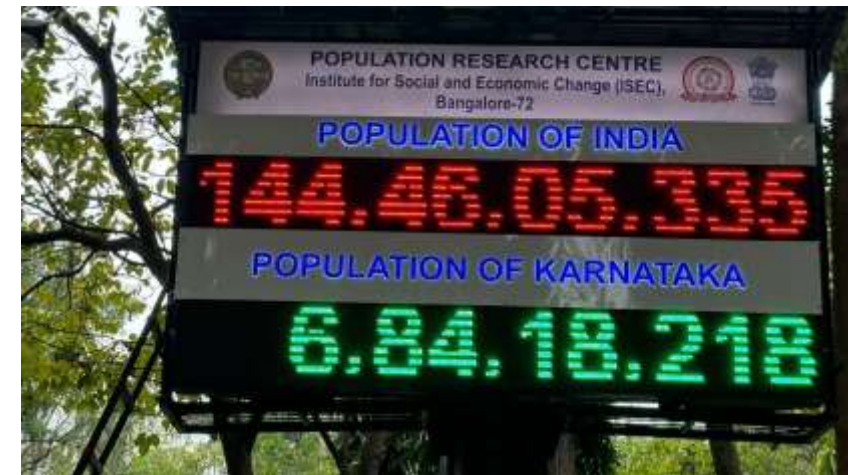 POPULATION RESEARCH CENTRE
Institute for Social and Economic Change (ISEC),
Bangalore-72
POPULATION OF INDIA
144.46.05.335
POPULATION OF KARNATAKA
6,84,18,218